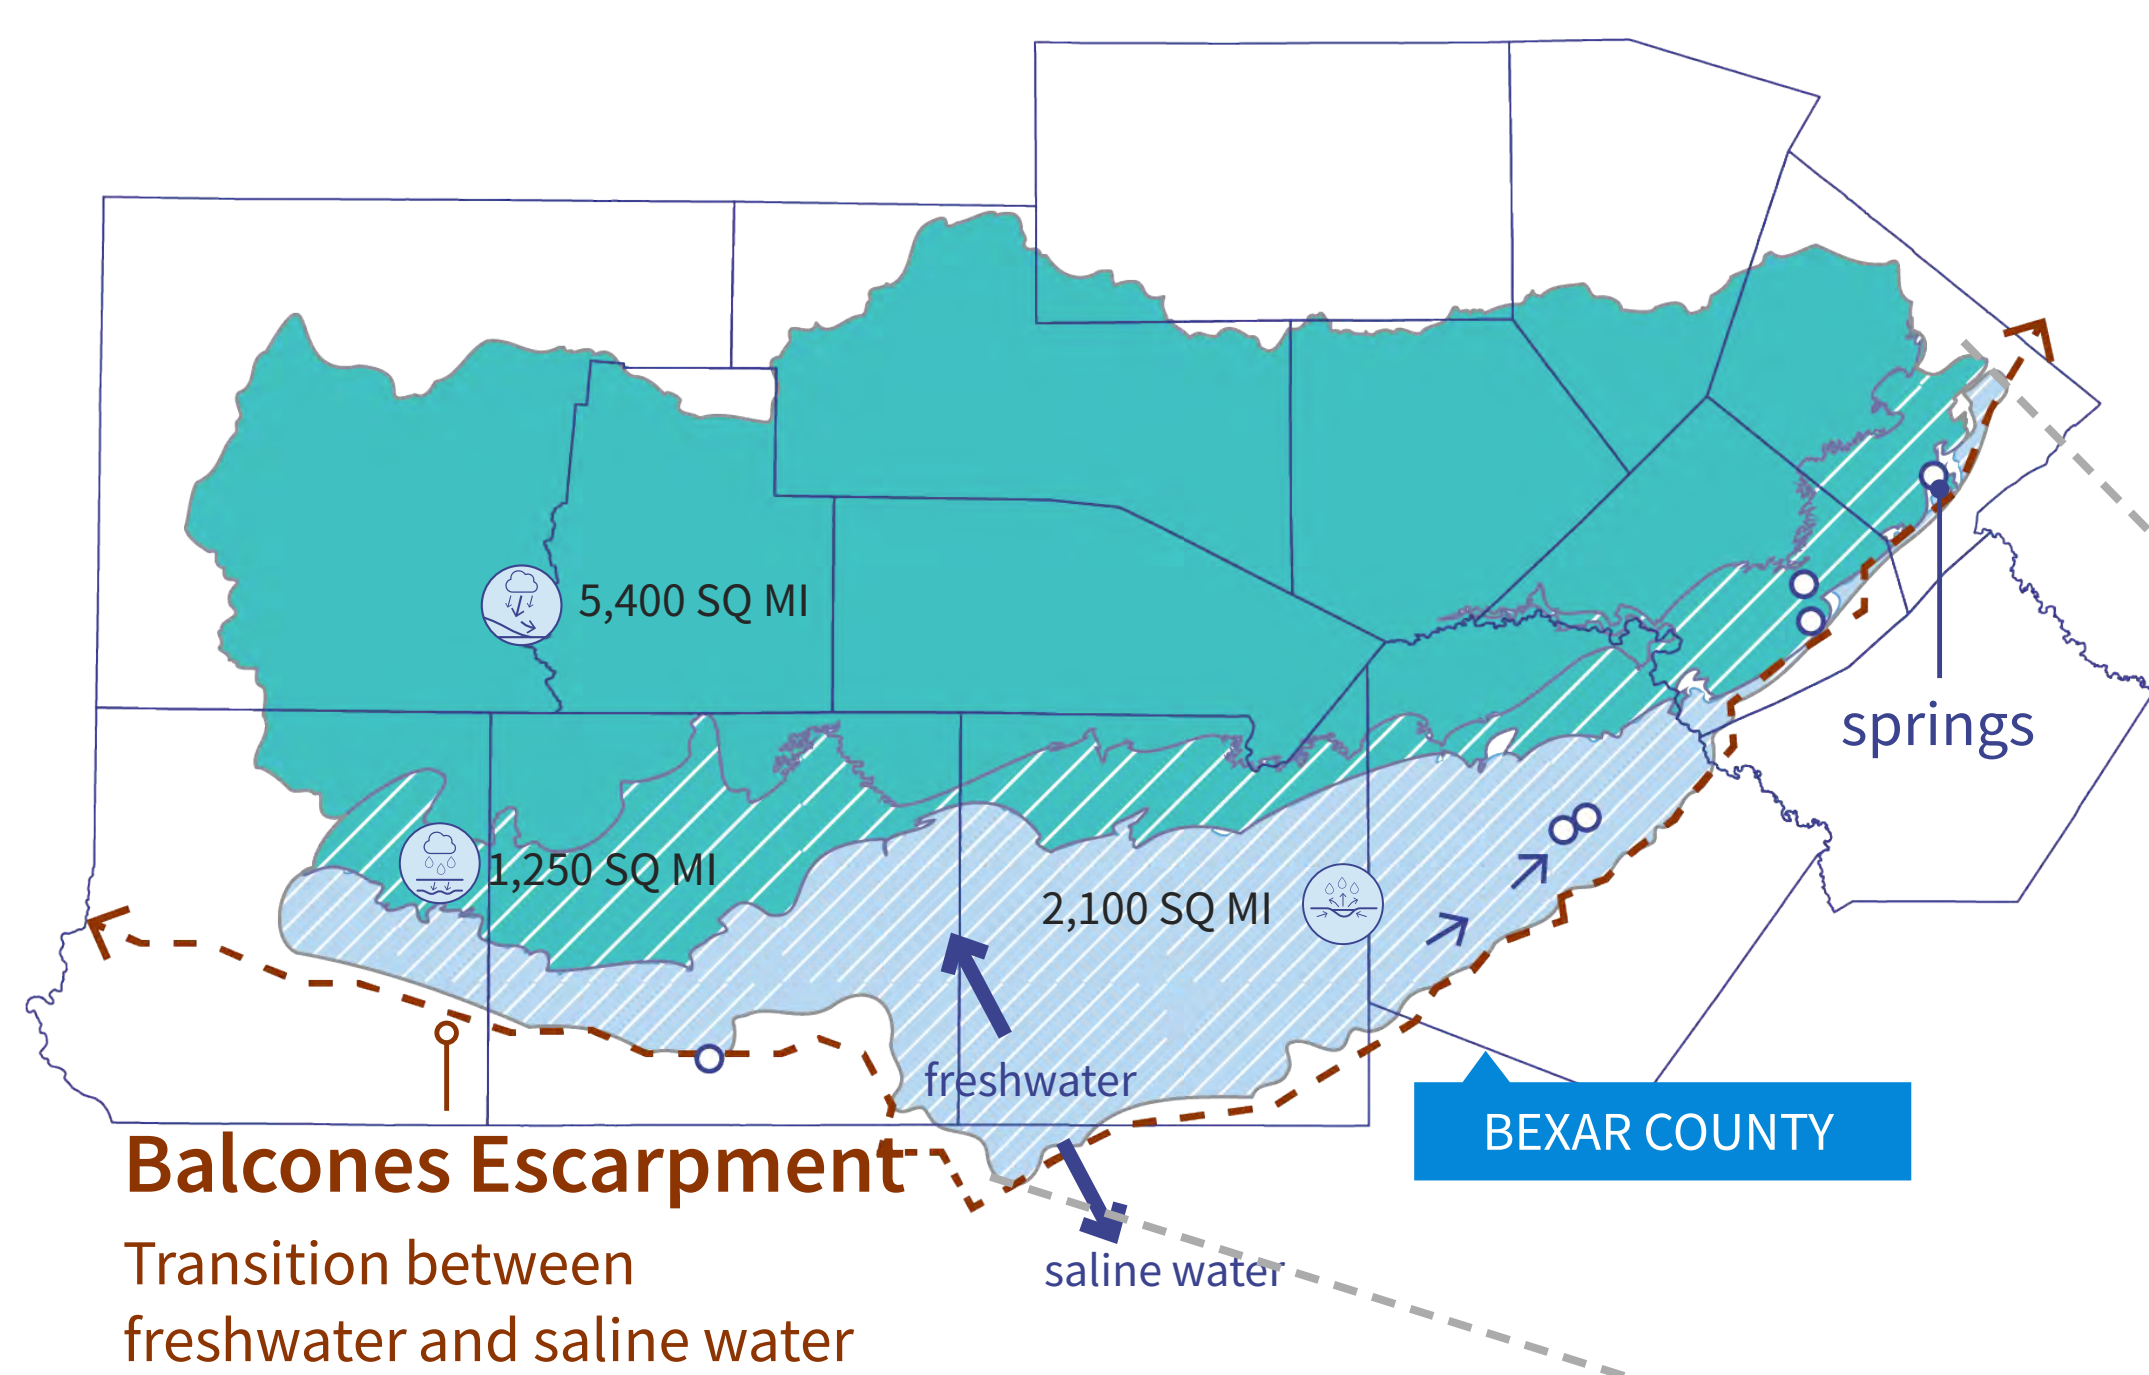 5,400 SQ MI
springs
1,250 SQ MI
2,100 SQ MI
freshwater
BEXAR COUNTY
Balcones Escarpment
saline water
Transition between
freshwater and saline water